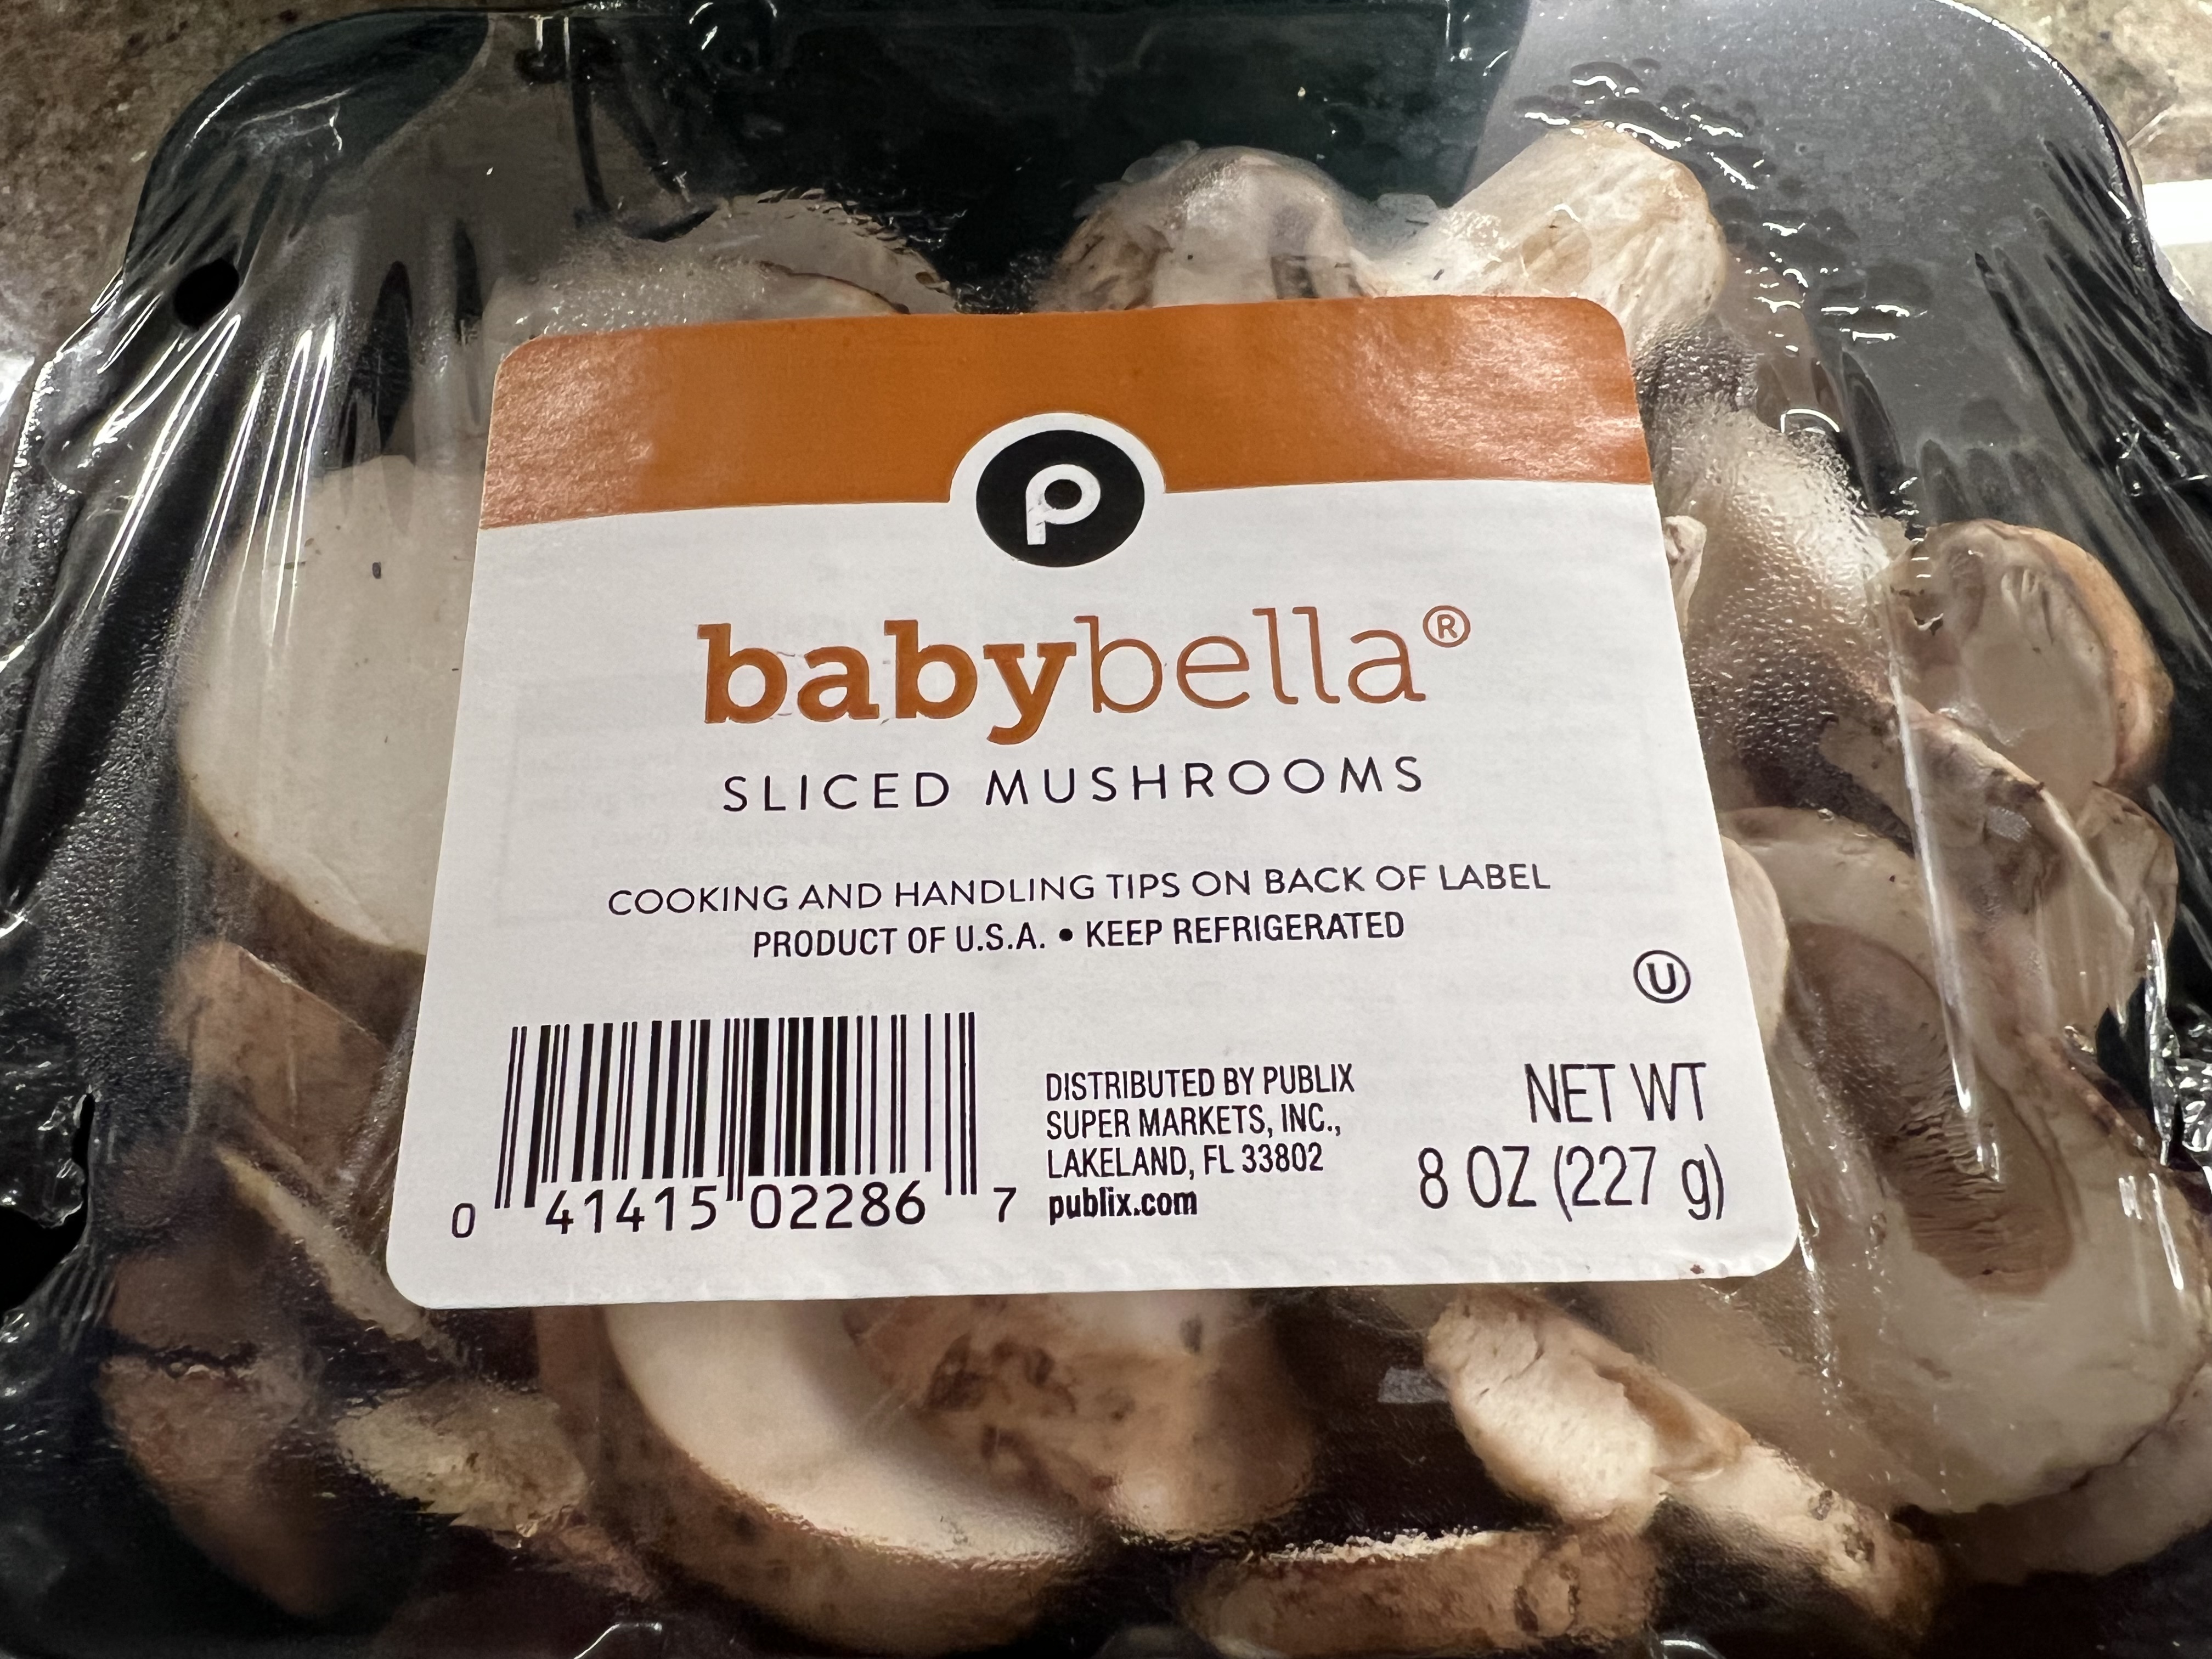 P
babybella®
SLICED MUSHROOMS
COOKING AND HANDLING TIPS ON BACK OF LABEL
PRODUCT OF U.S.A. • KEEP REFRIGERATED
U
0 41415 02286 7
DISTRIBUTED BY PUBLIX
SUPER MARKETS, INC.,
LAKELAND, FL 33802
publix.com
NET WT
8 OZ (227 g)